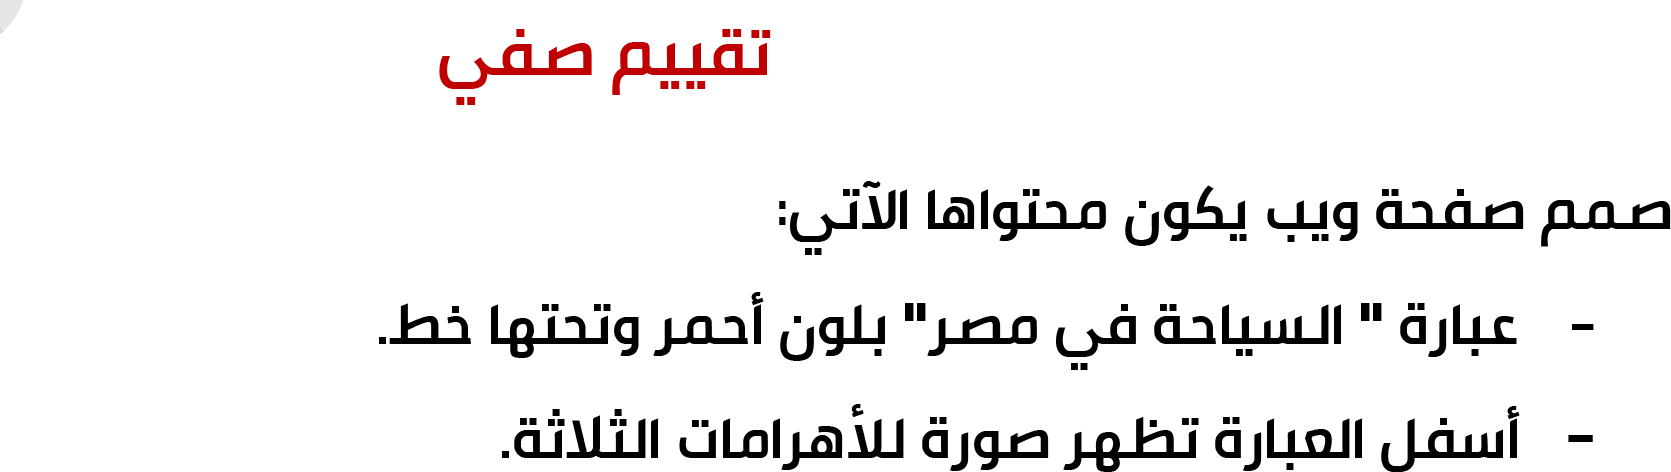 تقييم صفي
صمم صفحة ويب يكون محتواها الآتي:
- عبارة " السياحة في مصر" بلون أحمر وتحتها خط.
- أسفل العبارة تظهر صورة للأهرامات الثلاثة.